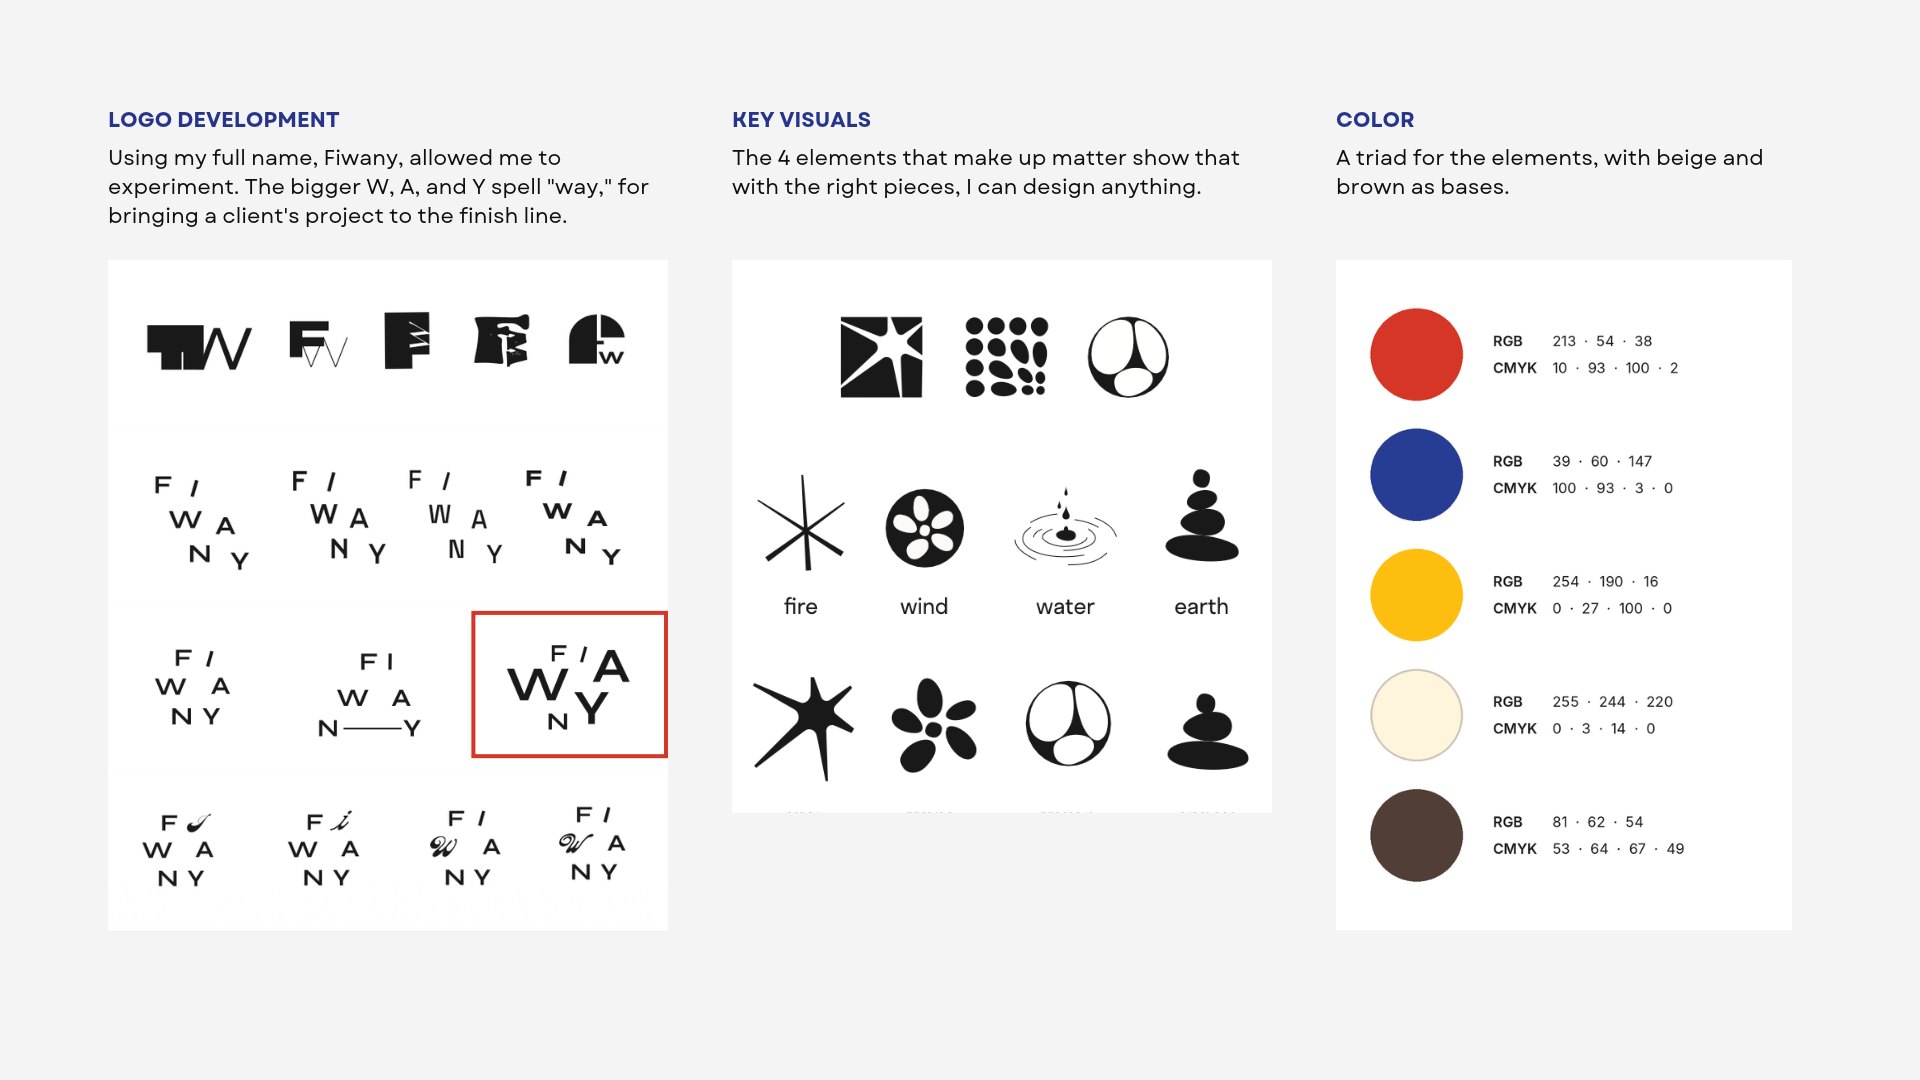 LOGO DEVELOPMENT
Using my full name, Fiwany, allowed me to
experiment. The bigger W, A, and Y spell "way," for
bringing a client's project to the finish line.
FW
FW
F
F
FW
F I
W A
N Y
F I
W A
N Y
F I
W A
N Y
F I
W A
N Y
F I
W A
N Y
F I
W A
N Y
F I A
W Y
N
F I
W A
N Y
F i
W A
N Y
F I
W A
N Y
F I
W A
N Y
KEY VISUALS
The 4 elements that make up matter show that
with the right pieces, I can design anything.
fire
wind
water
earth
COLOR
A triad for the elements, with beige and
brown as bases.
RGB 213 · 54 · 38
CMYK 10 · 93 · 100 · 2
RGB 39 · 60 · 147
CMYK 100 · 93 · 3 · 0
RGB 254 · 190 · 16
CMYK 0 · 27 · 100 · 0
RGB 255 · 244 · 220
CMYK 0 · 3 · 14 · 0
RGB 81 · 62 · 54
CMYK 53 · 64 · 67 · 49